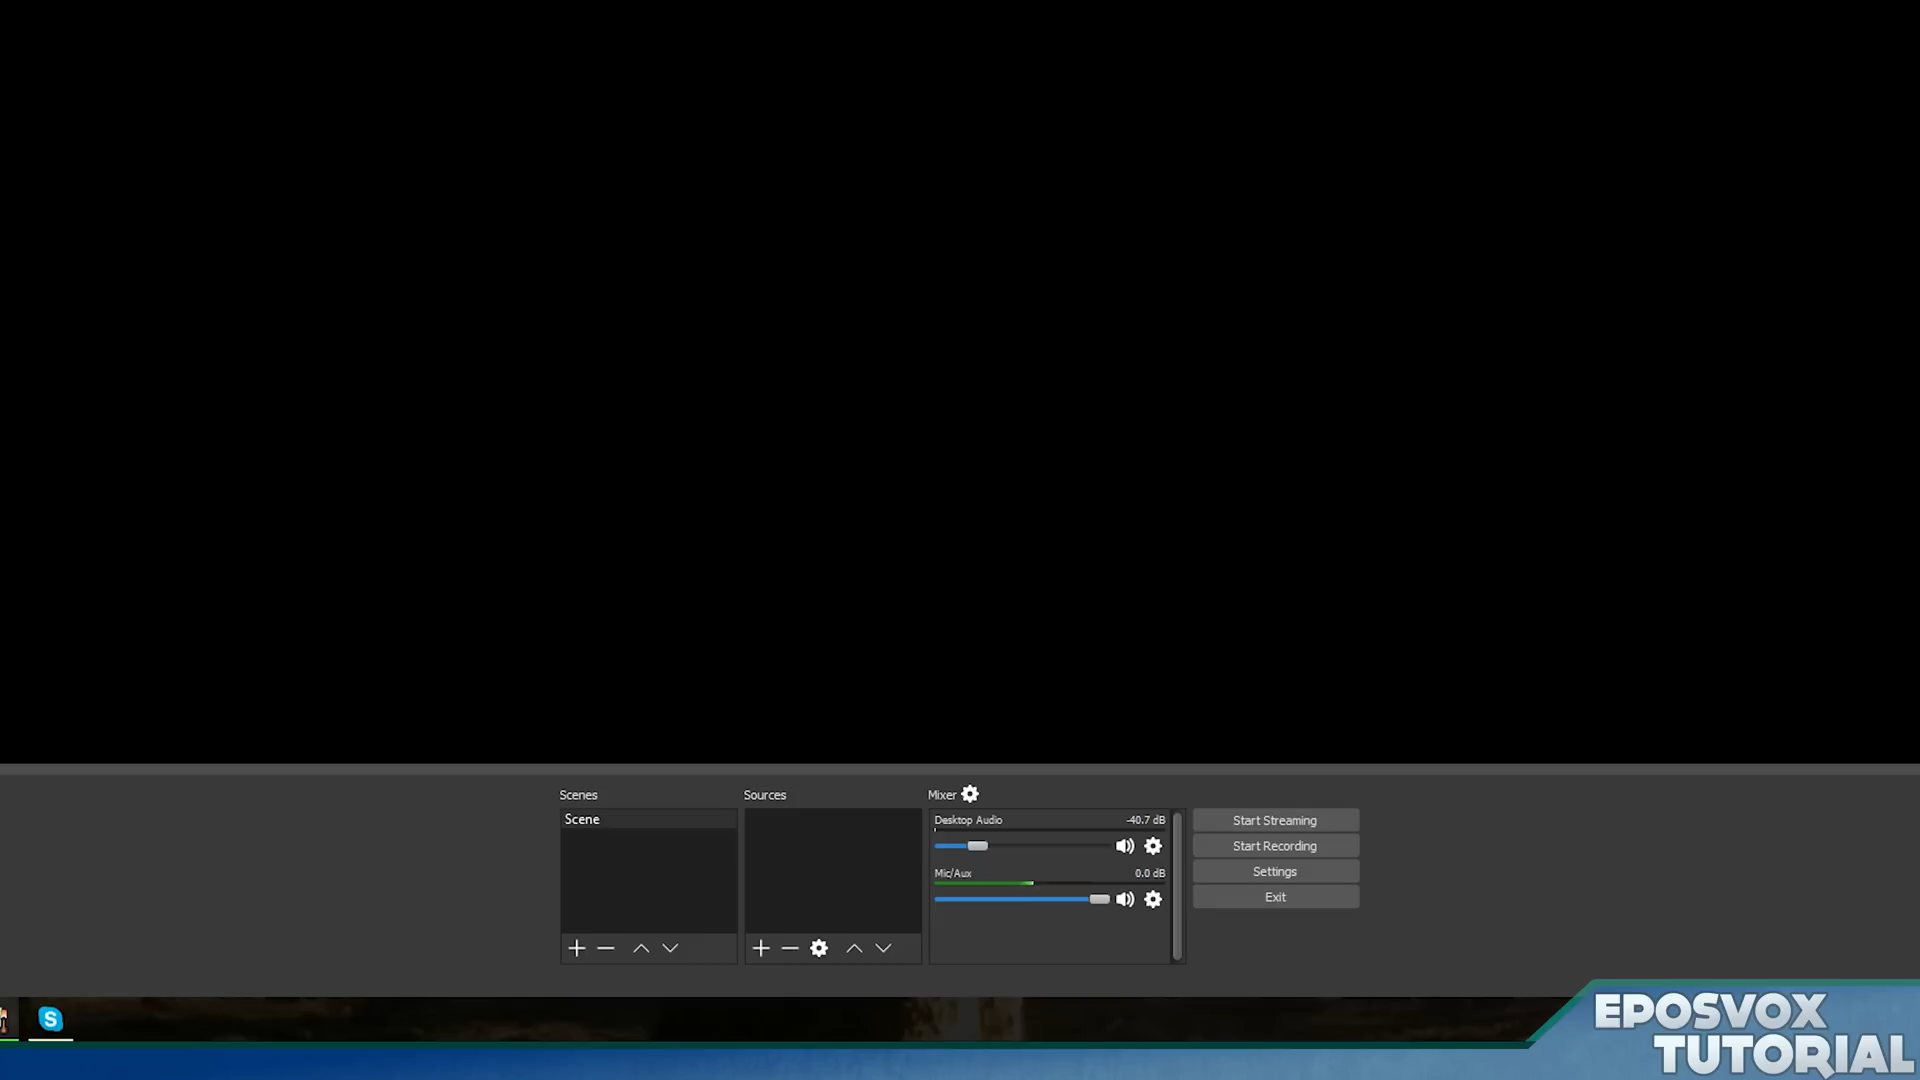 Scenes
Scene
Sources
Mixer
Desktop Audio -40.7 dB
Mic/Aux 0.0 dB
Start Streaming
Start Recording
Settings
Exit
EPOSVOX
TUTORIAL